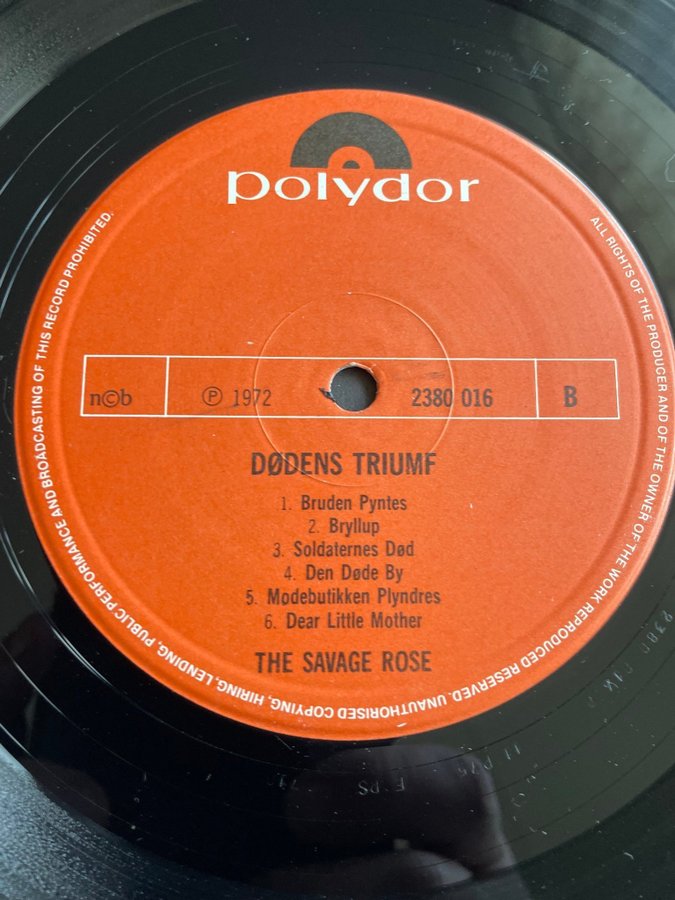 polydor
n©b ℗ 1972 2380 016 B
DØDENS TRIUMF
1. Bruden Pyntes
2. Bryllup
3. Soldaternes Død
4. Den Døde By
5. Modebutikken Plyndres
6. Dear Little Mother
THE SAVAGE ROSE
ALL RIGHTS OF THE PRODUCER AND OF THE OWNER OF THE WORK REPRODUCED RESERVED. UNAUTHORISED COPYING, HIRING, LENDING, PUBLIC PERFORMANCE AND BROADCASTING OF THIS RECORD PROHIBITED.